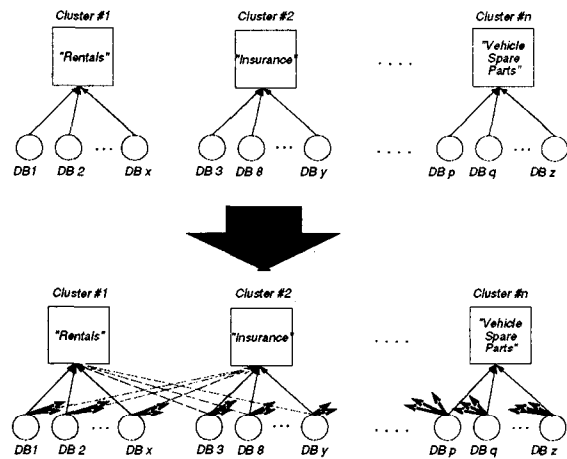 Cluster #1 Cluster #2 Cluster #n
"Rentals" "Insurance" "Vehicle
Spare
Parts"
. . . .
DB1 DB 2 ... DB x DB 3 DB 8 ... DB y . . . . DB p DB q ... DB z
Cluster #1 Cluster #2 Cluster #n
"Rentals" "Insurance" "Vehicle
Spare
Parts"
. . . .
DB1 DB 2 ... DB x DB 3 DB 8 ... DB y . . . . DB p DB q ... DB z